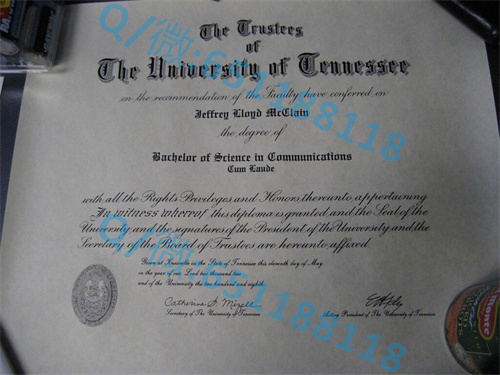 The Trustees
of
The University of Tennessee
on the recommendation of the Faculty have conferred on
Jeffrey Lloyd McClain
the degree of
Bachelor of Science in Communications
Cum Laude
with all the Rights Privileges and Honors thereunto appertaining
In witness whereof this diploma is granted and the Seal of the
University and the signatures of the President of the University and the
Secretary of the Board of Trustees are hereunto affixed
Given at Knoxville in the State of Tennessee this eleventh day of May
in the year of our Lord two thousand two
and of the University the two hundred and eighth
Secretary of The University of Tennessee
Acting President of The University of Tennessee
Q/微:551188118
Q/微:551188118